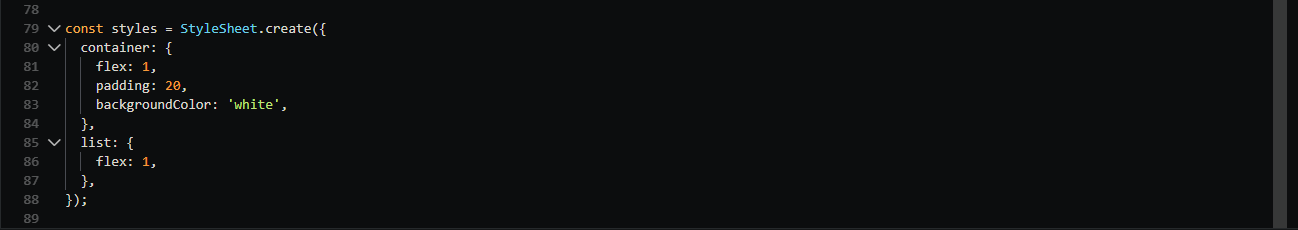 78
79 const styles = StyleSheet.create({
80   container: {
81     flex: 1,
82     padding: 20,
83     backgroundColor: 'white',
84   },
85   list: {
86     flex: 1,
87   },
88 });
89